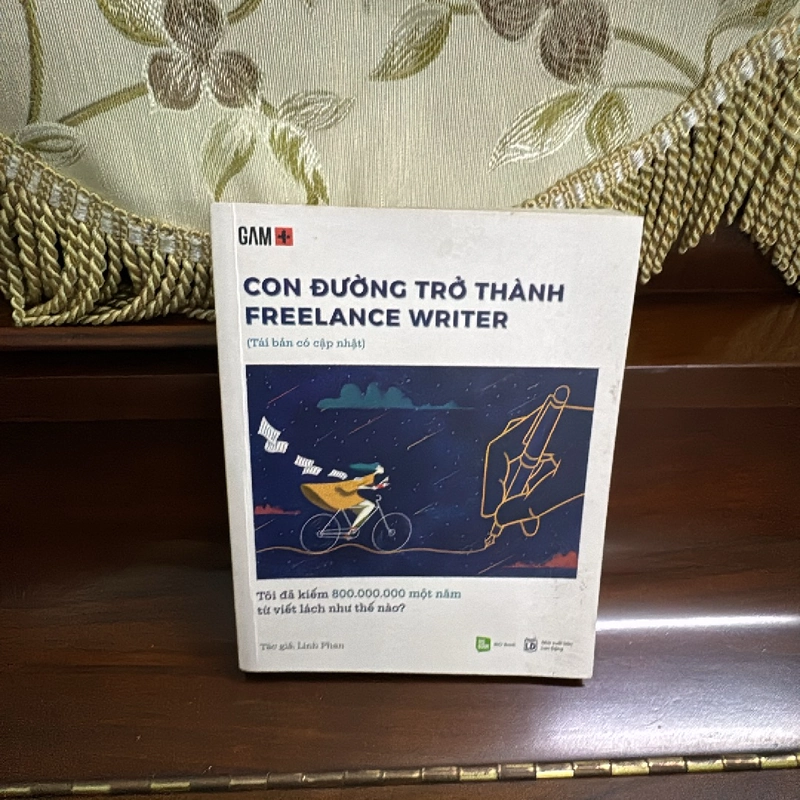 GAM+
CON ĐƯỜNG TRỞ THÀNH
FREELANCE WRITER
(Tái bản có cập nhật)
Tôi đã kiếm 800.000.000 một năm
từ viết lách như thế nào?
Tác giả: Linh Phan